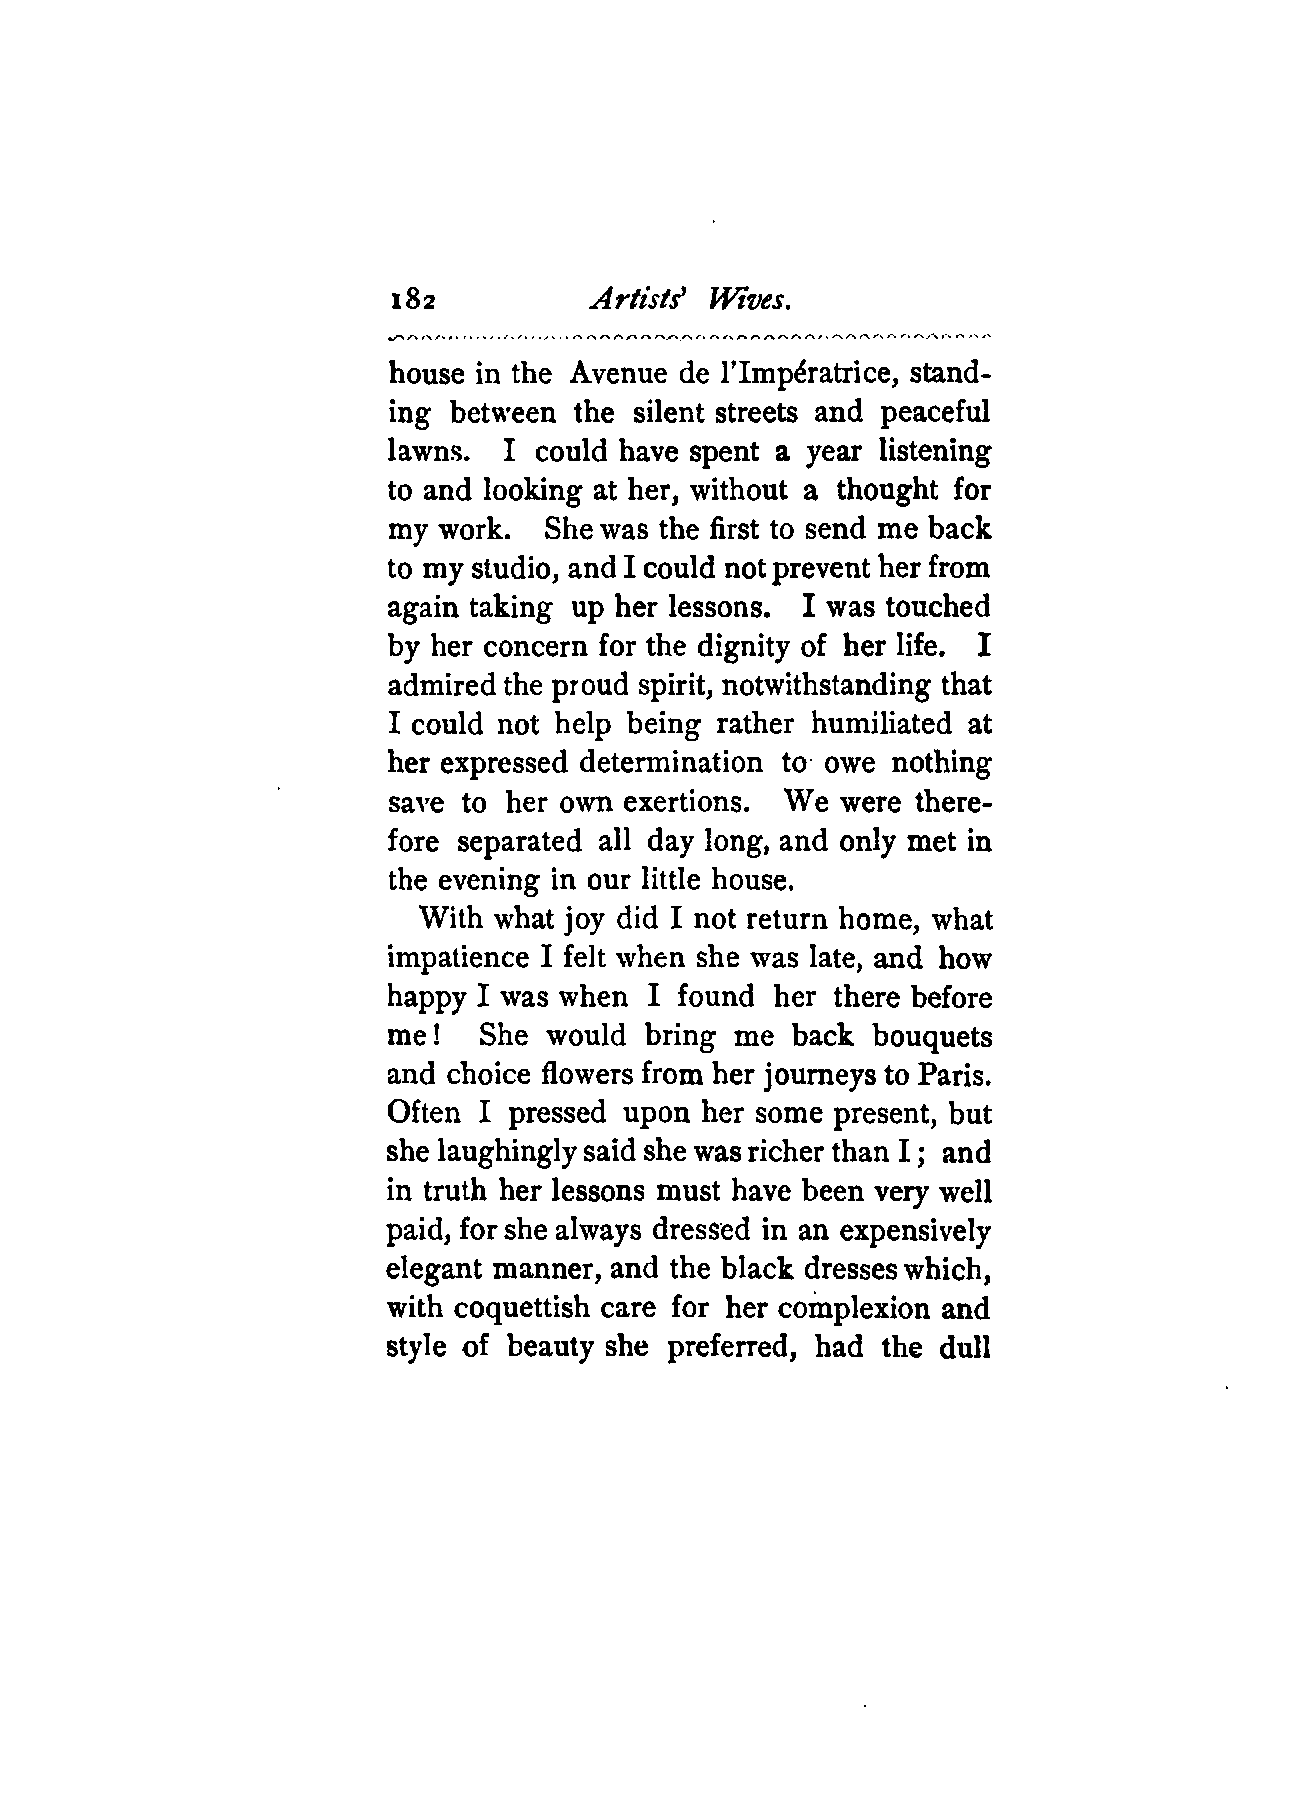 182 Artists' Wives.
house in the Avenue de l'Impératrice, stand-
ing between the silent streets and peaceful
lawns. I could have spent a year listening
to and looking at her, without a thought for
my work. She was the first to send me back
to my studio, and I could not prevent her from
again taking up her lessons. I was touched
by her concern for the dignity of her life. I
admired the proud spirit, notwithstanding that
I could not help being rather humiliated at
her expressed determination to owe nothing
save to her own exertions. We were there-
fore separated all day long, and only met in
the evening in our little house.
With what joy did I not return home, what
impatience I felt when she was late, and how
happy I was when I found her there before
me! She would bring me back bouquets
and choice flowers from her journeys to Paris.
Often I pressed upon her some present, but
she laughingly said she was richer than I; and
in truth her lessons must have been very well
paid, for she always dressed in an expensively
elegant manner, and the black dresses which,
with coquettish care for her complexion and
style of beauty she preferred, had the dull